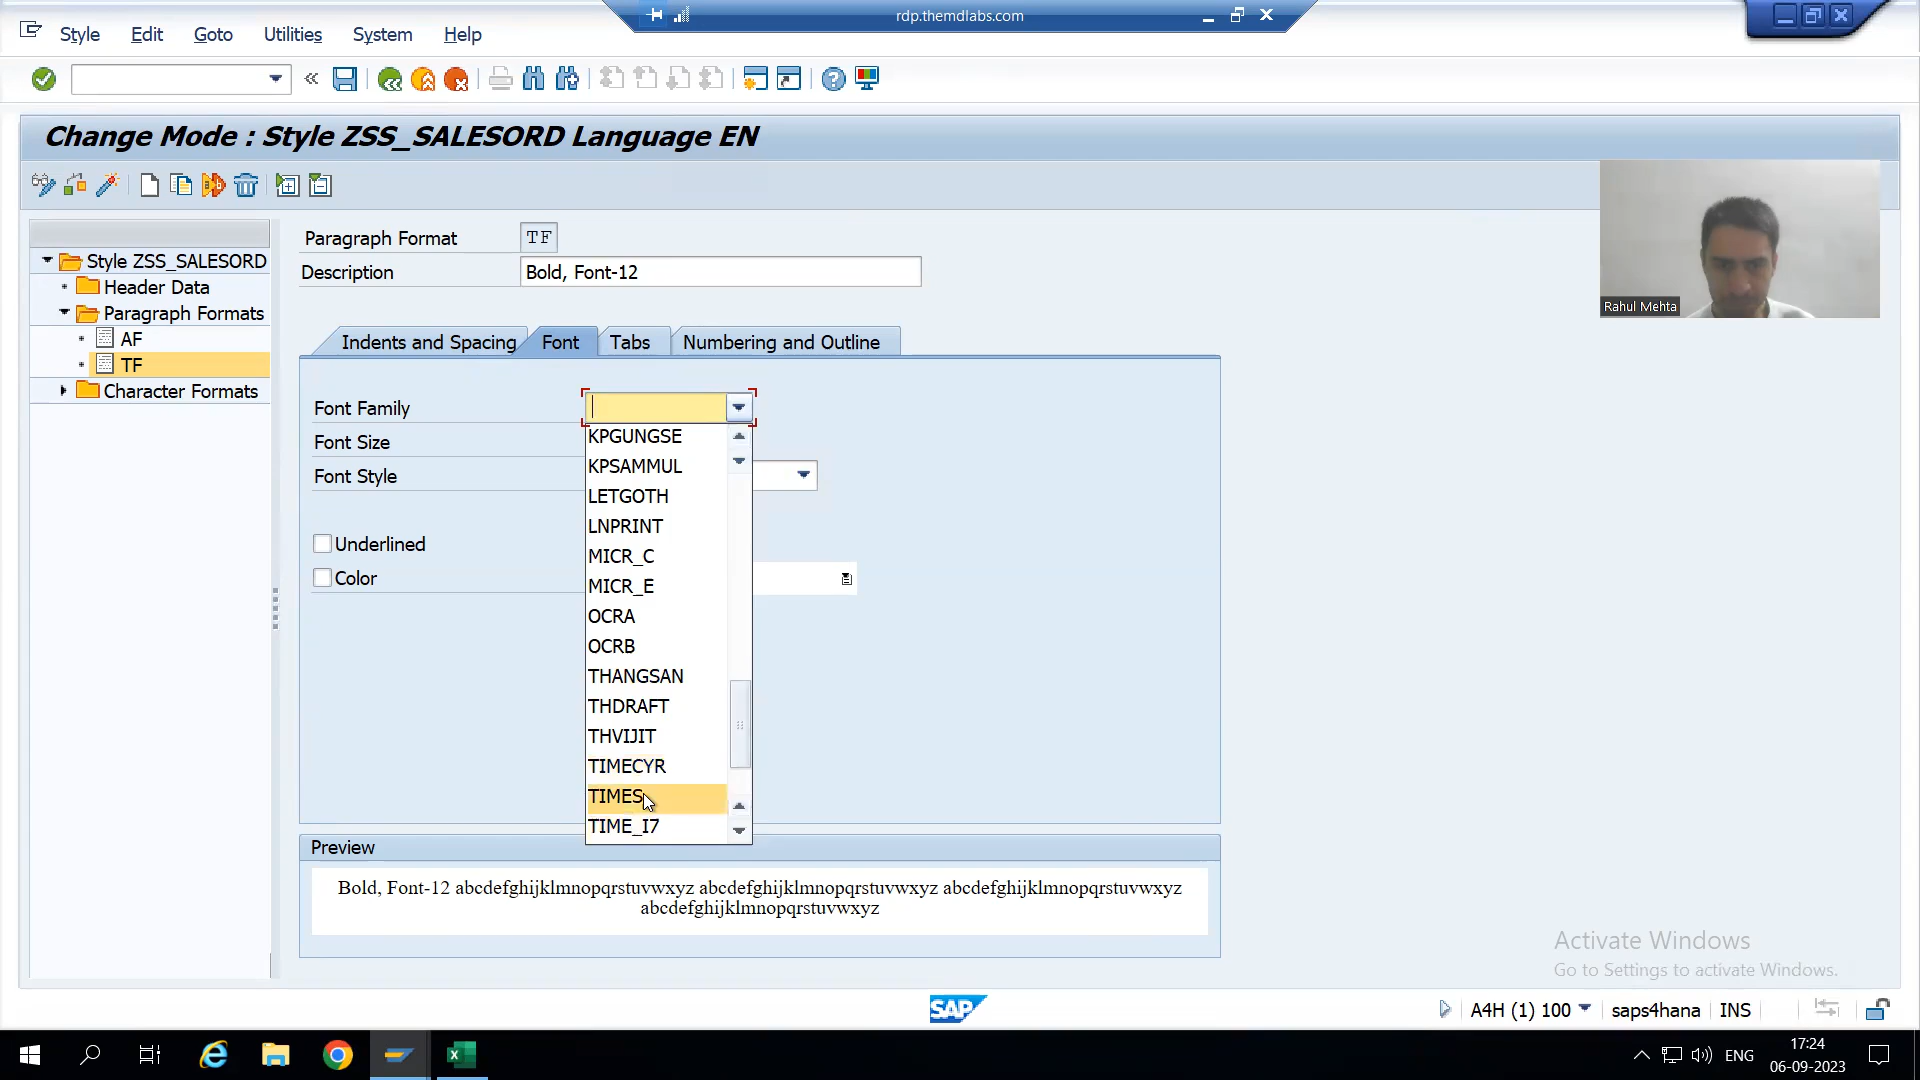 rdp.themdlabs.com
Style Edit Goto Utilities System Help
Change Mode : Style ZSS_SALESORD Language EN
Rahul Mehta
Style ZSS_SALESORD
Header Data
Paragraph Formats
AF
TF
Character Formats
Paragraph Format TF
Description Bold, Font-12
Indents and Spacing Font Tabs Numbering and Outline
Font Family
Font Size
Font Style
Underlined
Color
KPGUNGSE
KPSAMMUL
LETGOTH
LNPRINT
MICR_C
MICR_E
OCRA
OCRB
THANGSAN
THDRAFT
THVIJIT
TIMECYR
TIMES
TIME_I7
Preview
Bold, Font-12 abcdefghijklmnopqrstuvwxyz abcdefghijklmnopqrstuvwxyz abcdefghijklmnopqrstuvwxyz
abcdefghijklmnopqrstuvwxyz
Activate Windows
Go to Settings to activate Windows.
SAP
A4H (1) 100 saps4hana INS
ENG
17:24
06-09-2023